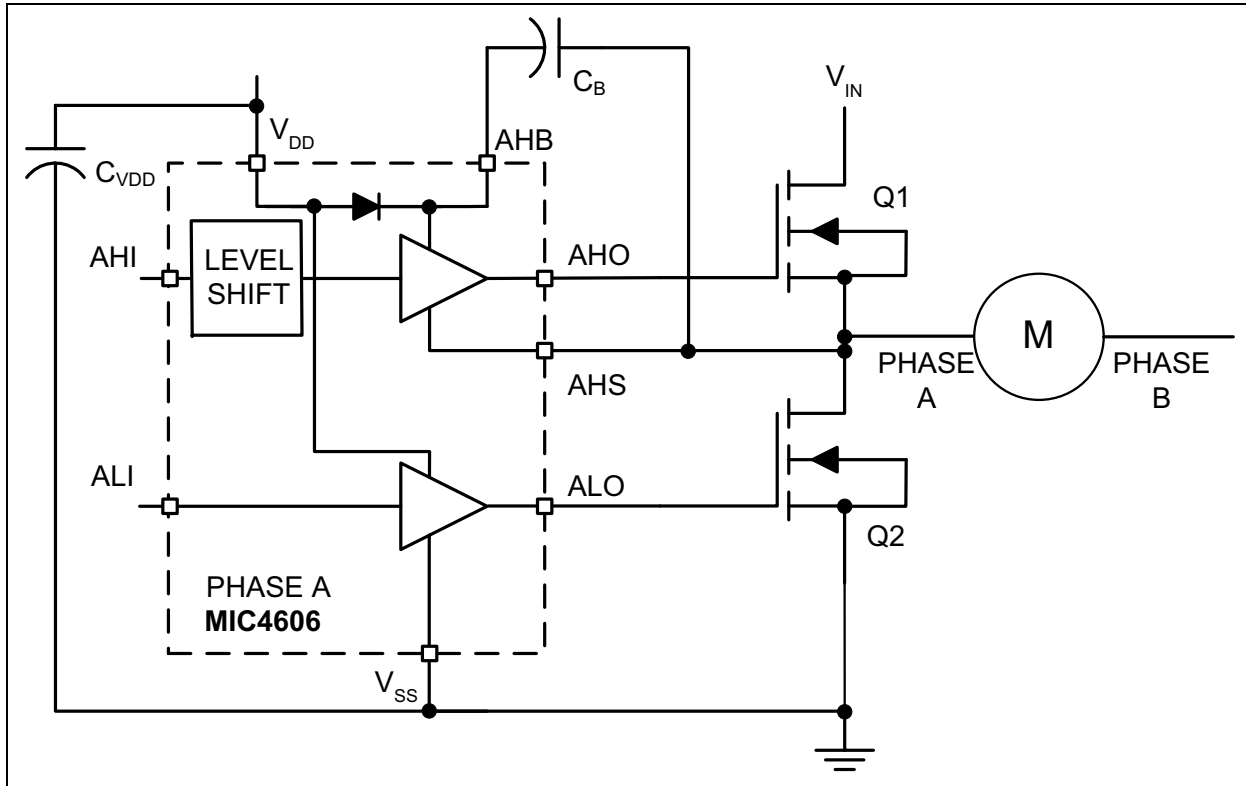 C_B
V_IN
V_DD
AHB
C_VDD
Q1
AHI
LEVEL
SHIFT
AHO
M
AHS
PHASE
A
PHASE
B
ALI
ALO
Q2
PHASE A
MIC4606
V_SS